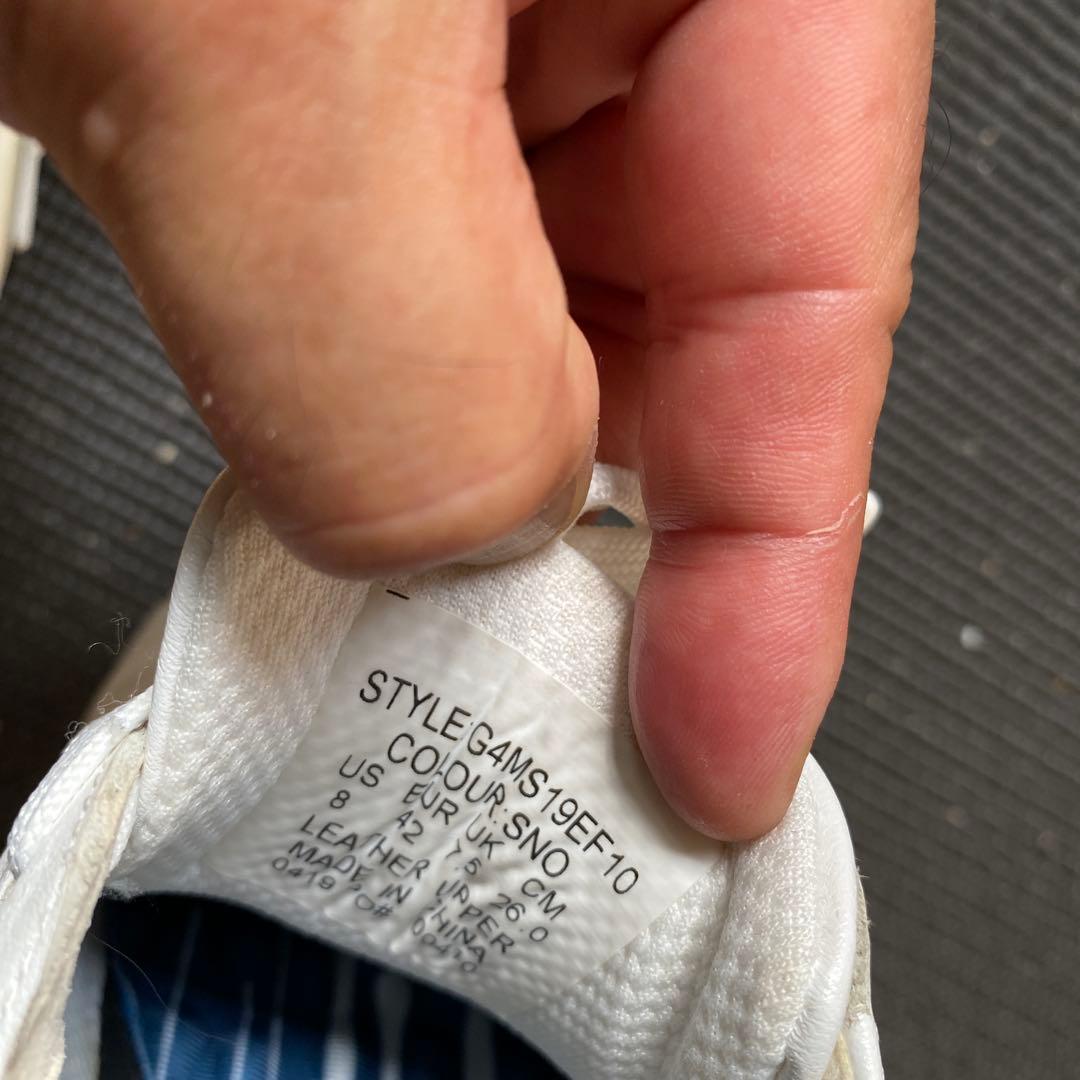 STYLE:G4MS19EF10
COLOUR:SNO
US EUR UK CM
8 42 7.5 26.0
LEATHER UPPER
MADE IN CHINA
0419